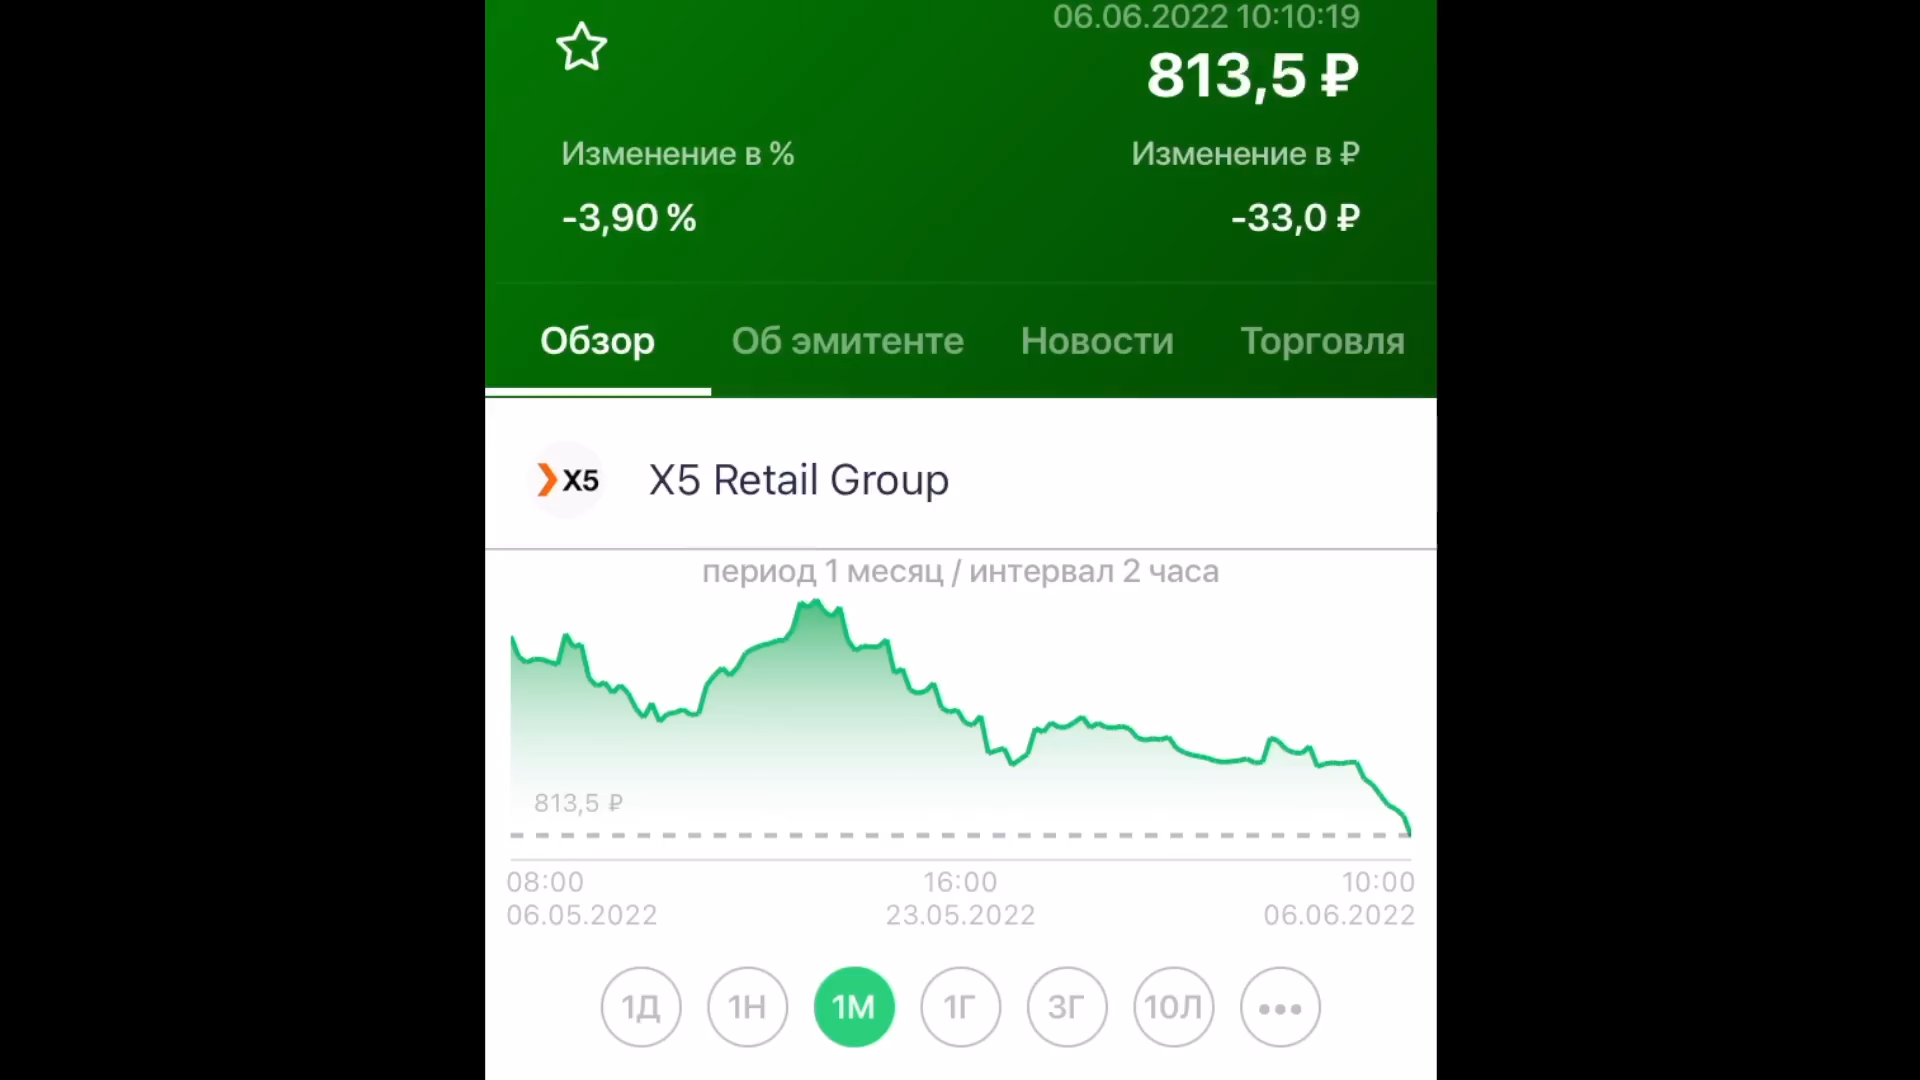 06.06.2022 10:10:19
813,5 ₽
Изменение в % Изменение в ₽
-3,90 % -33,0 ₽
Обзор Об эмитенте Новости Торговля
X5 X5 Retail Group
период 1 месяц / интервал 2 часа
813,5 ₽
08:00 16:00 10:00
06.05.2022 23.05.2022 06.06.2022
1Д 1Н 1М 1Г 3Г 10Л •••